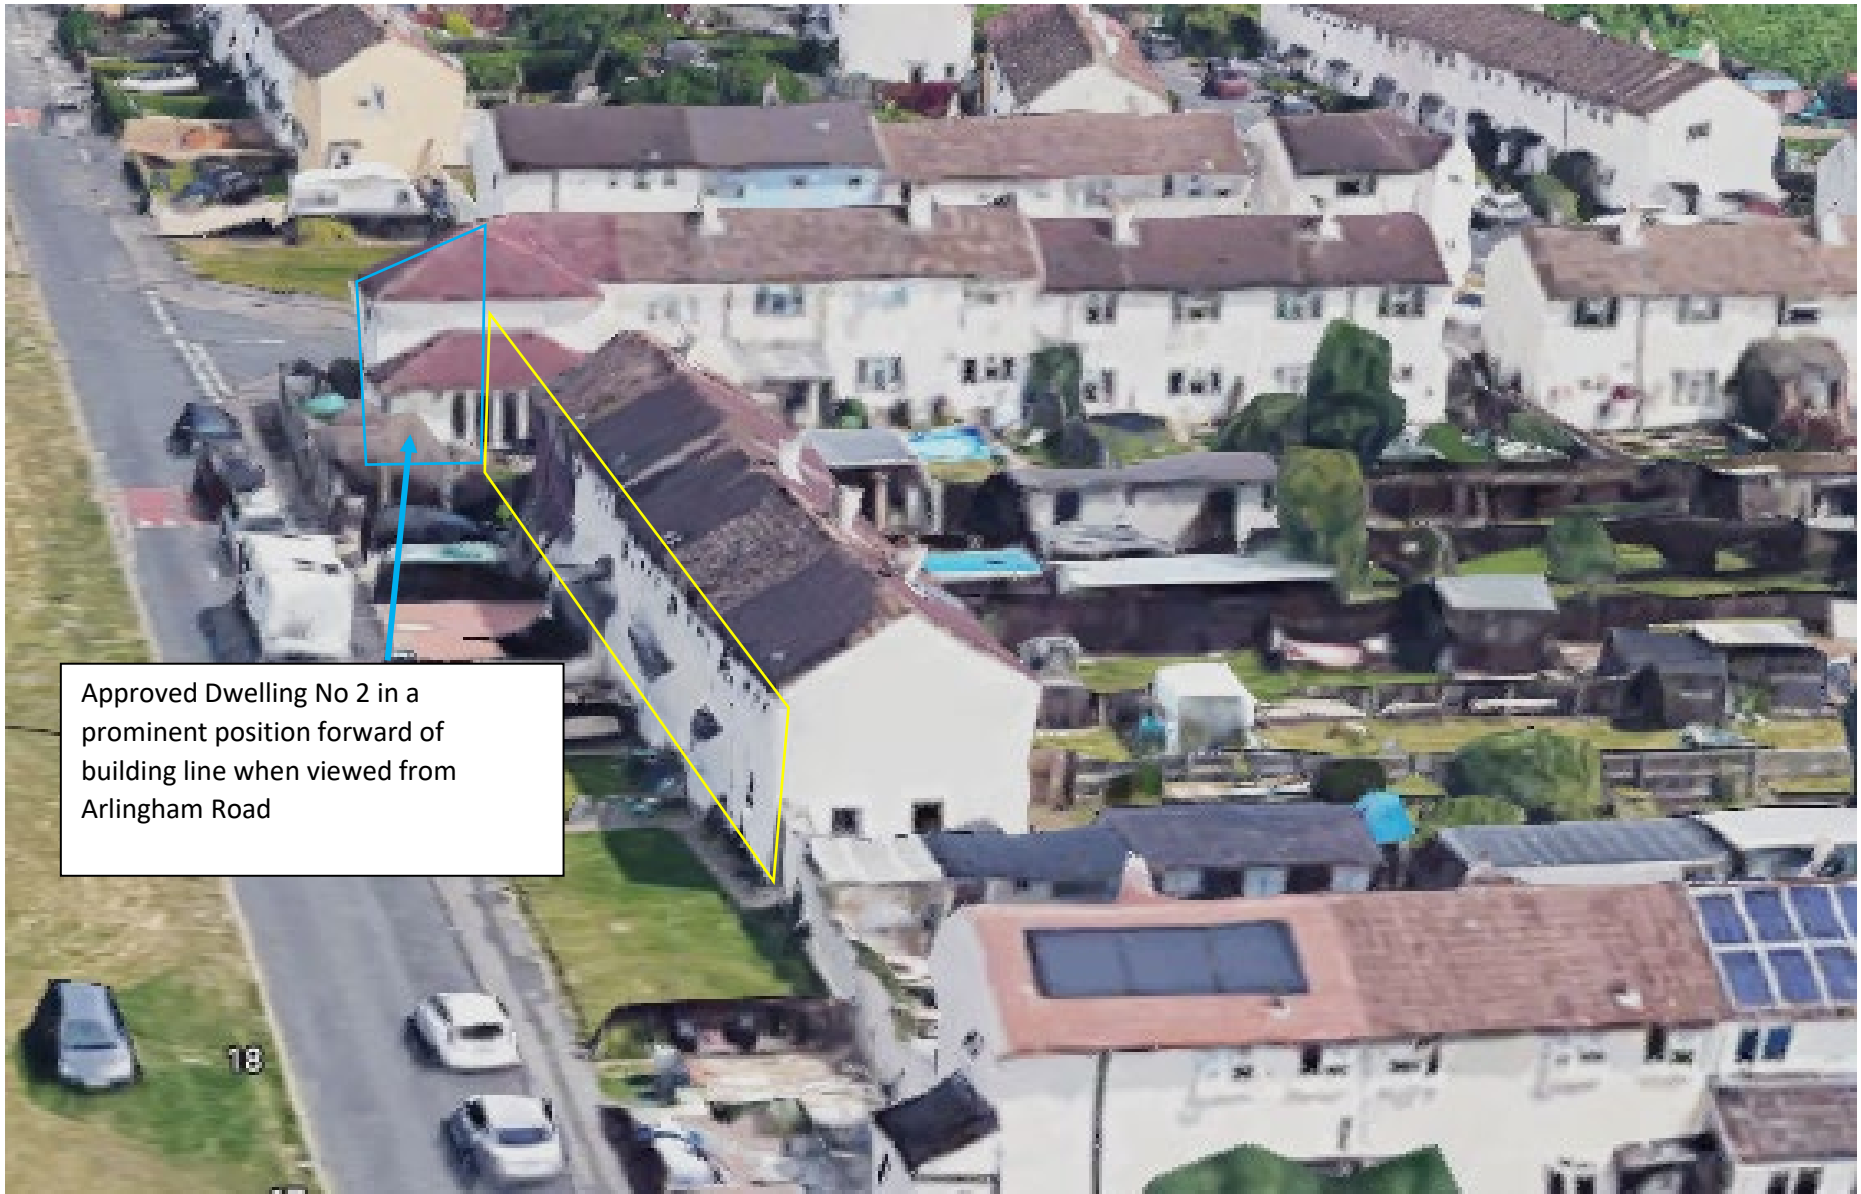 Approved Dwelling No 2 in a
prominent position forward of
building line when viewed from
Arlingham Road
18